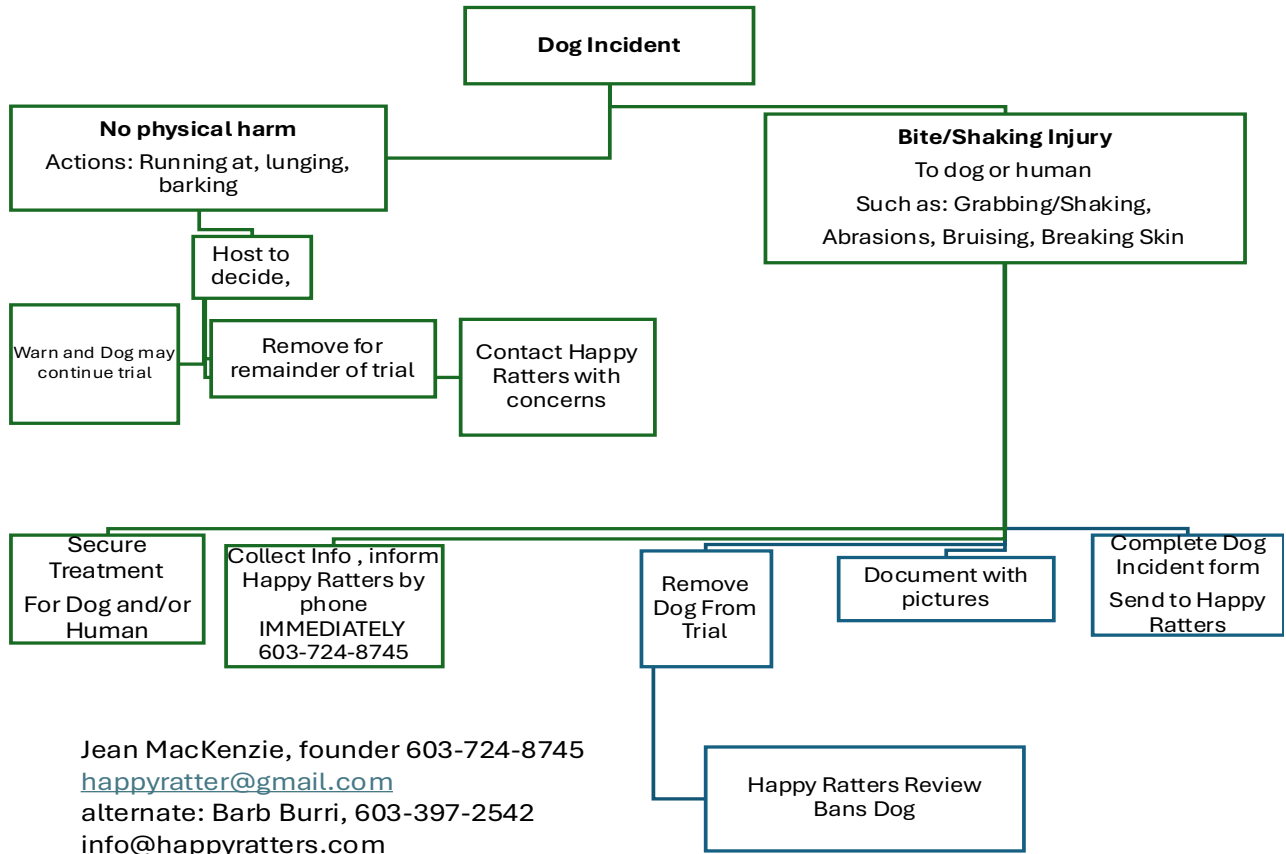 Dog Incident
No physical harm
Actions: Running at, lunging,
barking
Bite/Shaking Injury
To dog or human
Such as: Grabbing/Shaking,
Abrasions, Bruising, Breaking Skin
Host to
decide,
Warn and Dog may
continue trial
Remove for
remainder of trial
Contact Happy
Ratters with
concerns
Secure
Treatment
For Dog and/or
Human
Collect Info , inform
Happy Ratters by
phone
IMMEDIATELY
603-724-8745
Remove
Dog From
Trial
Document with
pictures
Complete Dog
Incident form
Send to Happy
Ratters
Happy Ratters Review
Bans Dog
Jean MacKenzie, founder 603-724-8745
happyratter@gmail.com
alternate: Barb Burri, 603-397-2542
info@happyratters.com